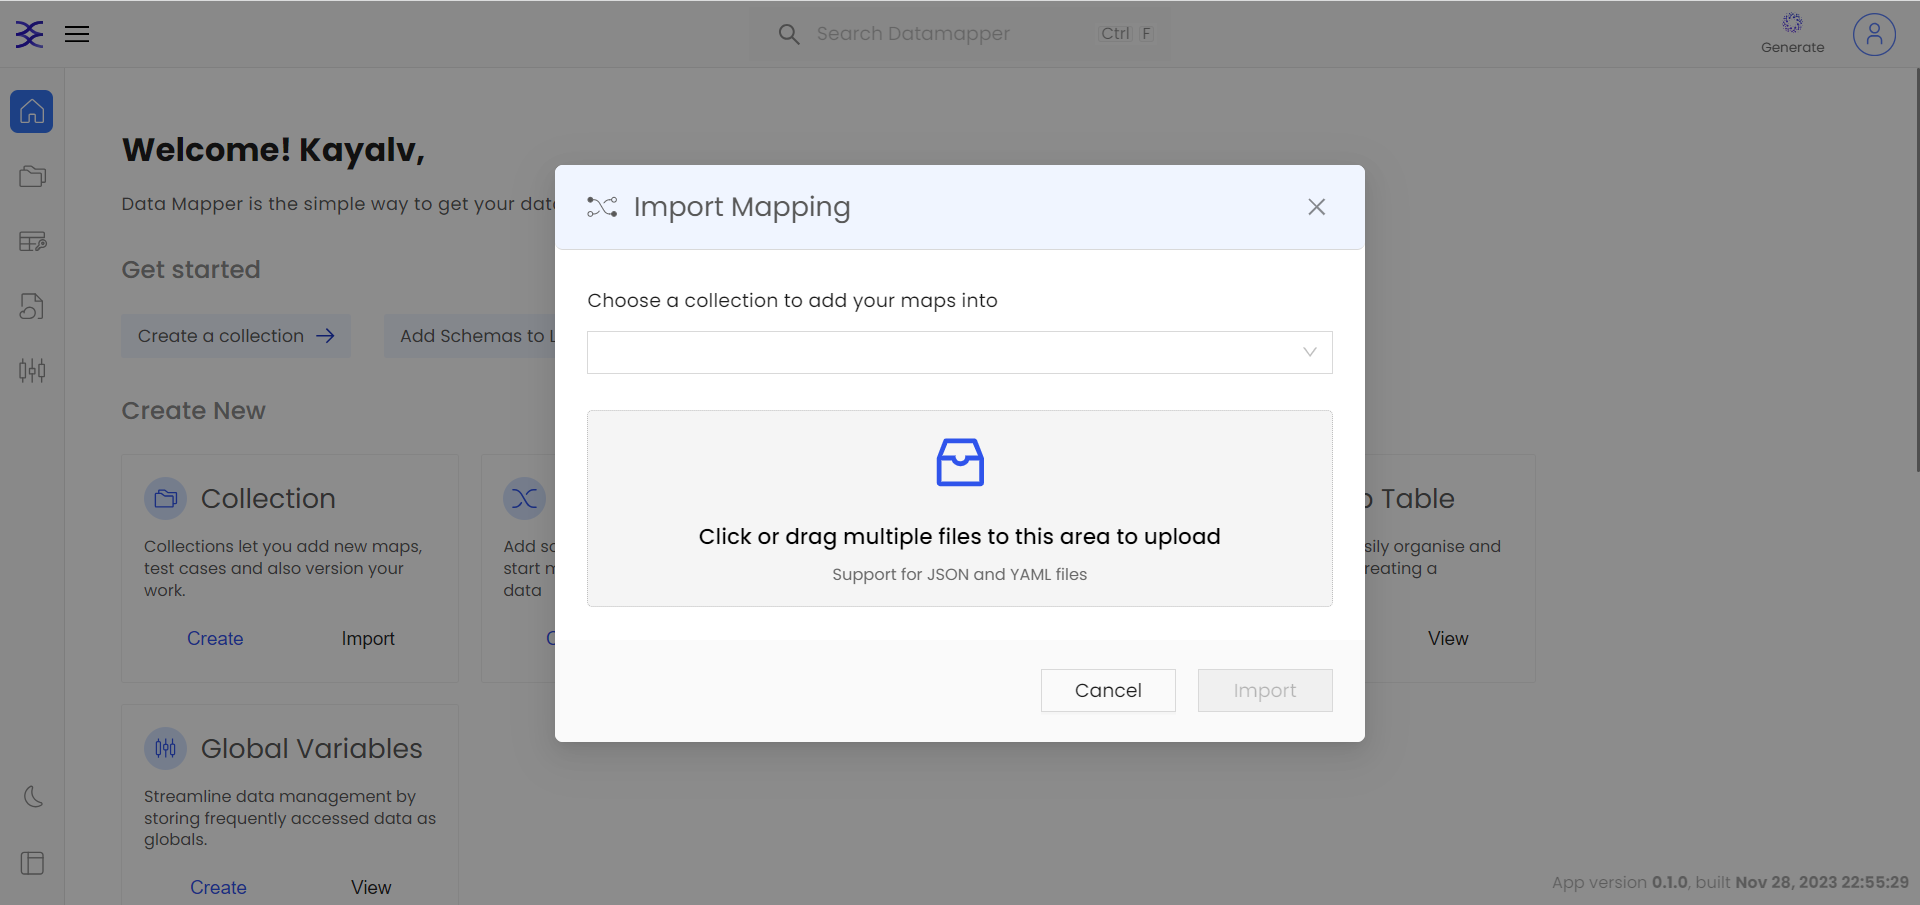 Search Datamapper Ctrl F
Generate
Welcome! Kayalv,
Data Mapper is the simple way to get your
Get started
Create a collection
Add Schemas to
Create New
Import Mapping
Choose a collection to add your maps into
Click or drag multiple files to this area to upload
Support for JSON and YAML files
Cancel
Import
Collection
Collections let you add new maps,
test cases and also version your
work.
Create Import
Add
start
data
Table
organise and
View
Global Variables
Streamline data management by
storing frequently accessed data as
globals.
Create View
App version 0.1.0, built Nov 28, 2023 22:55:29